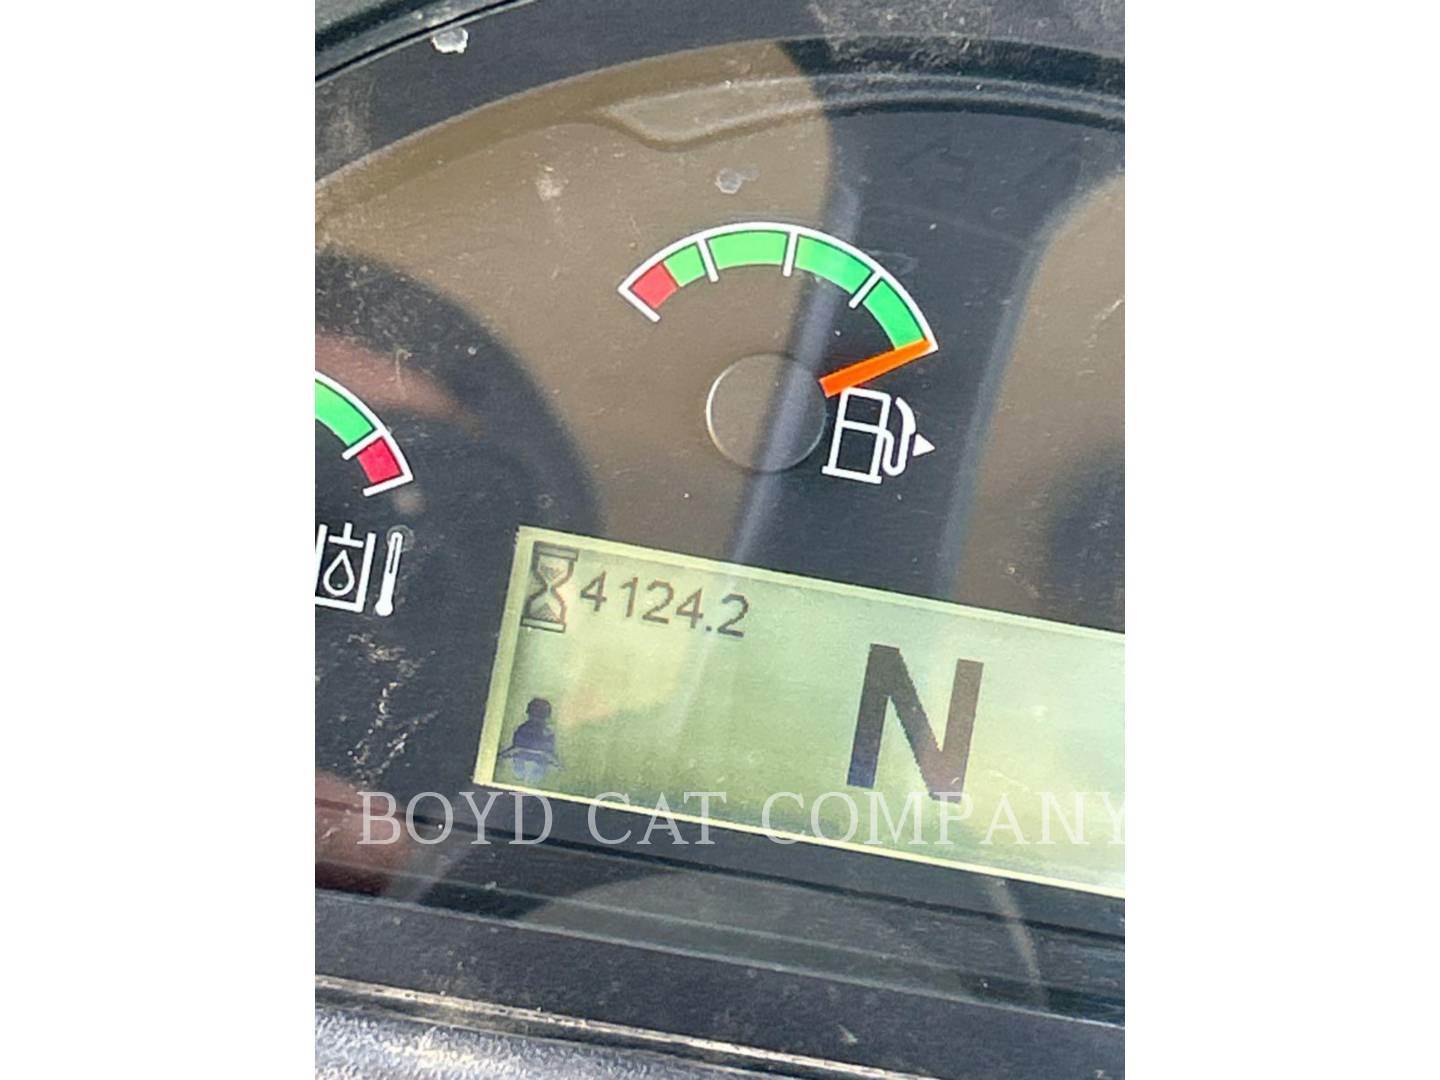 4124.2
N
BOYD CAT COMPANY